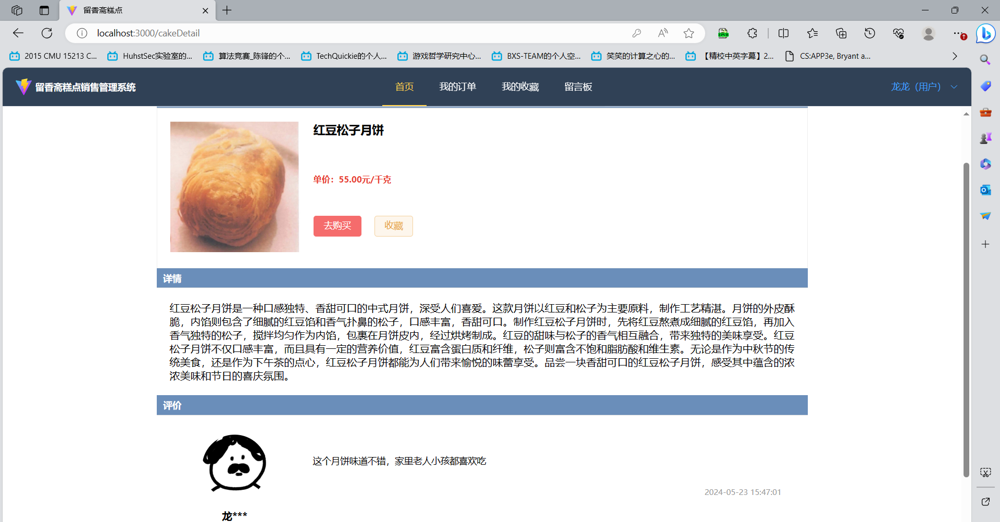 留香斋糕点
localhost:3000/cakeDetail
2015 CMU 15213 C...
HuhstSec实验室的...
算法竞赛_陈锋的个...
TechQuickie的个人...
游戏哲学研究中心...
BXS-TEAM的个人空...
笑笑的计算之心的...
【精校中英字幕】2...
CS:APP3e, Bryant a...
留香斋糕点销售管理系统
首页
我的订单
我的收藏
留言板
龙龙（用户）
红豆松子月饼
单价：55.00元/千克
去购买
收藏
详情
红豆松子月饼是一种口感独特、香甜可口的中式月饼，深受人们喜爱。这款月饼以红豆和松子为主要原料，制作工艺精湛。月饼的外皮酥
脆，内馅则包含了细腻的红豆馅和香气扑鼻的松子，口感丰富，香甜可口。制作红豆松子月饼时，先将红豆熬煮成细腻的红豆馅，再加入
香气独特的松子，搅拌均匀作为内馅，包裹在月饼皮内，经过烘烤制成。红豆的甜味与松子的香气相互融合，带来独特的美味享受。红豆
松子月饼不仅口感丰富，而且具有一定的营养价值，红豆富含蛋白质和纤维，松子则富含不饱和脂肪酸和维生素。无论是作为中秋节的传
统美食，还是作为下午茶的点心，红豆松子月饼都能为人们带来愉悦的味蕾享受。品尝一块香甜可口的红豆松子月饼，感受其中蕴含的浓
浓美味和节日的喜庆氛围。
评价
这个月饼味道不错，家里老人小孩都喜欢吃
2024-05-23 15:47:01
龙***